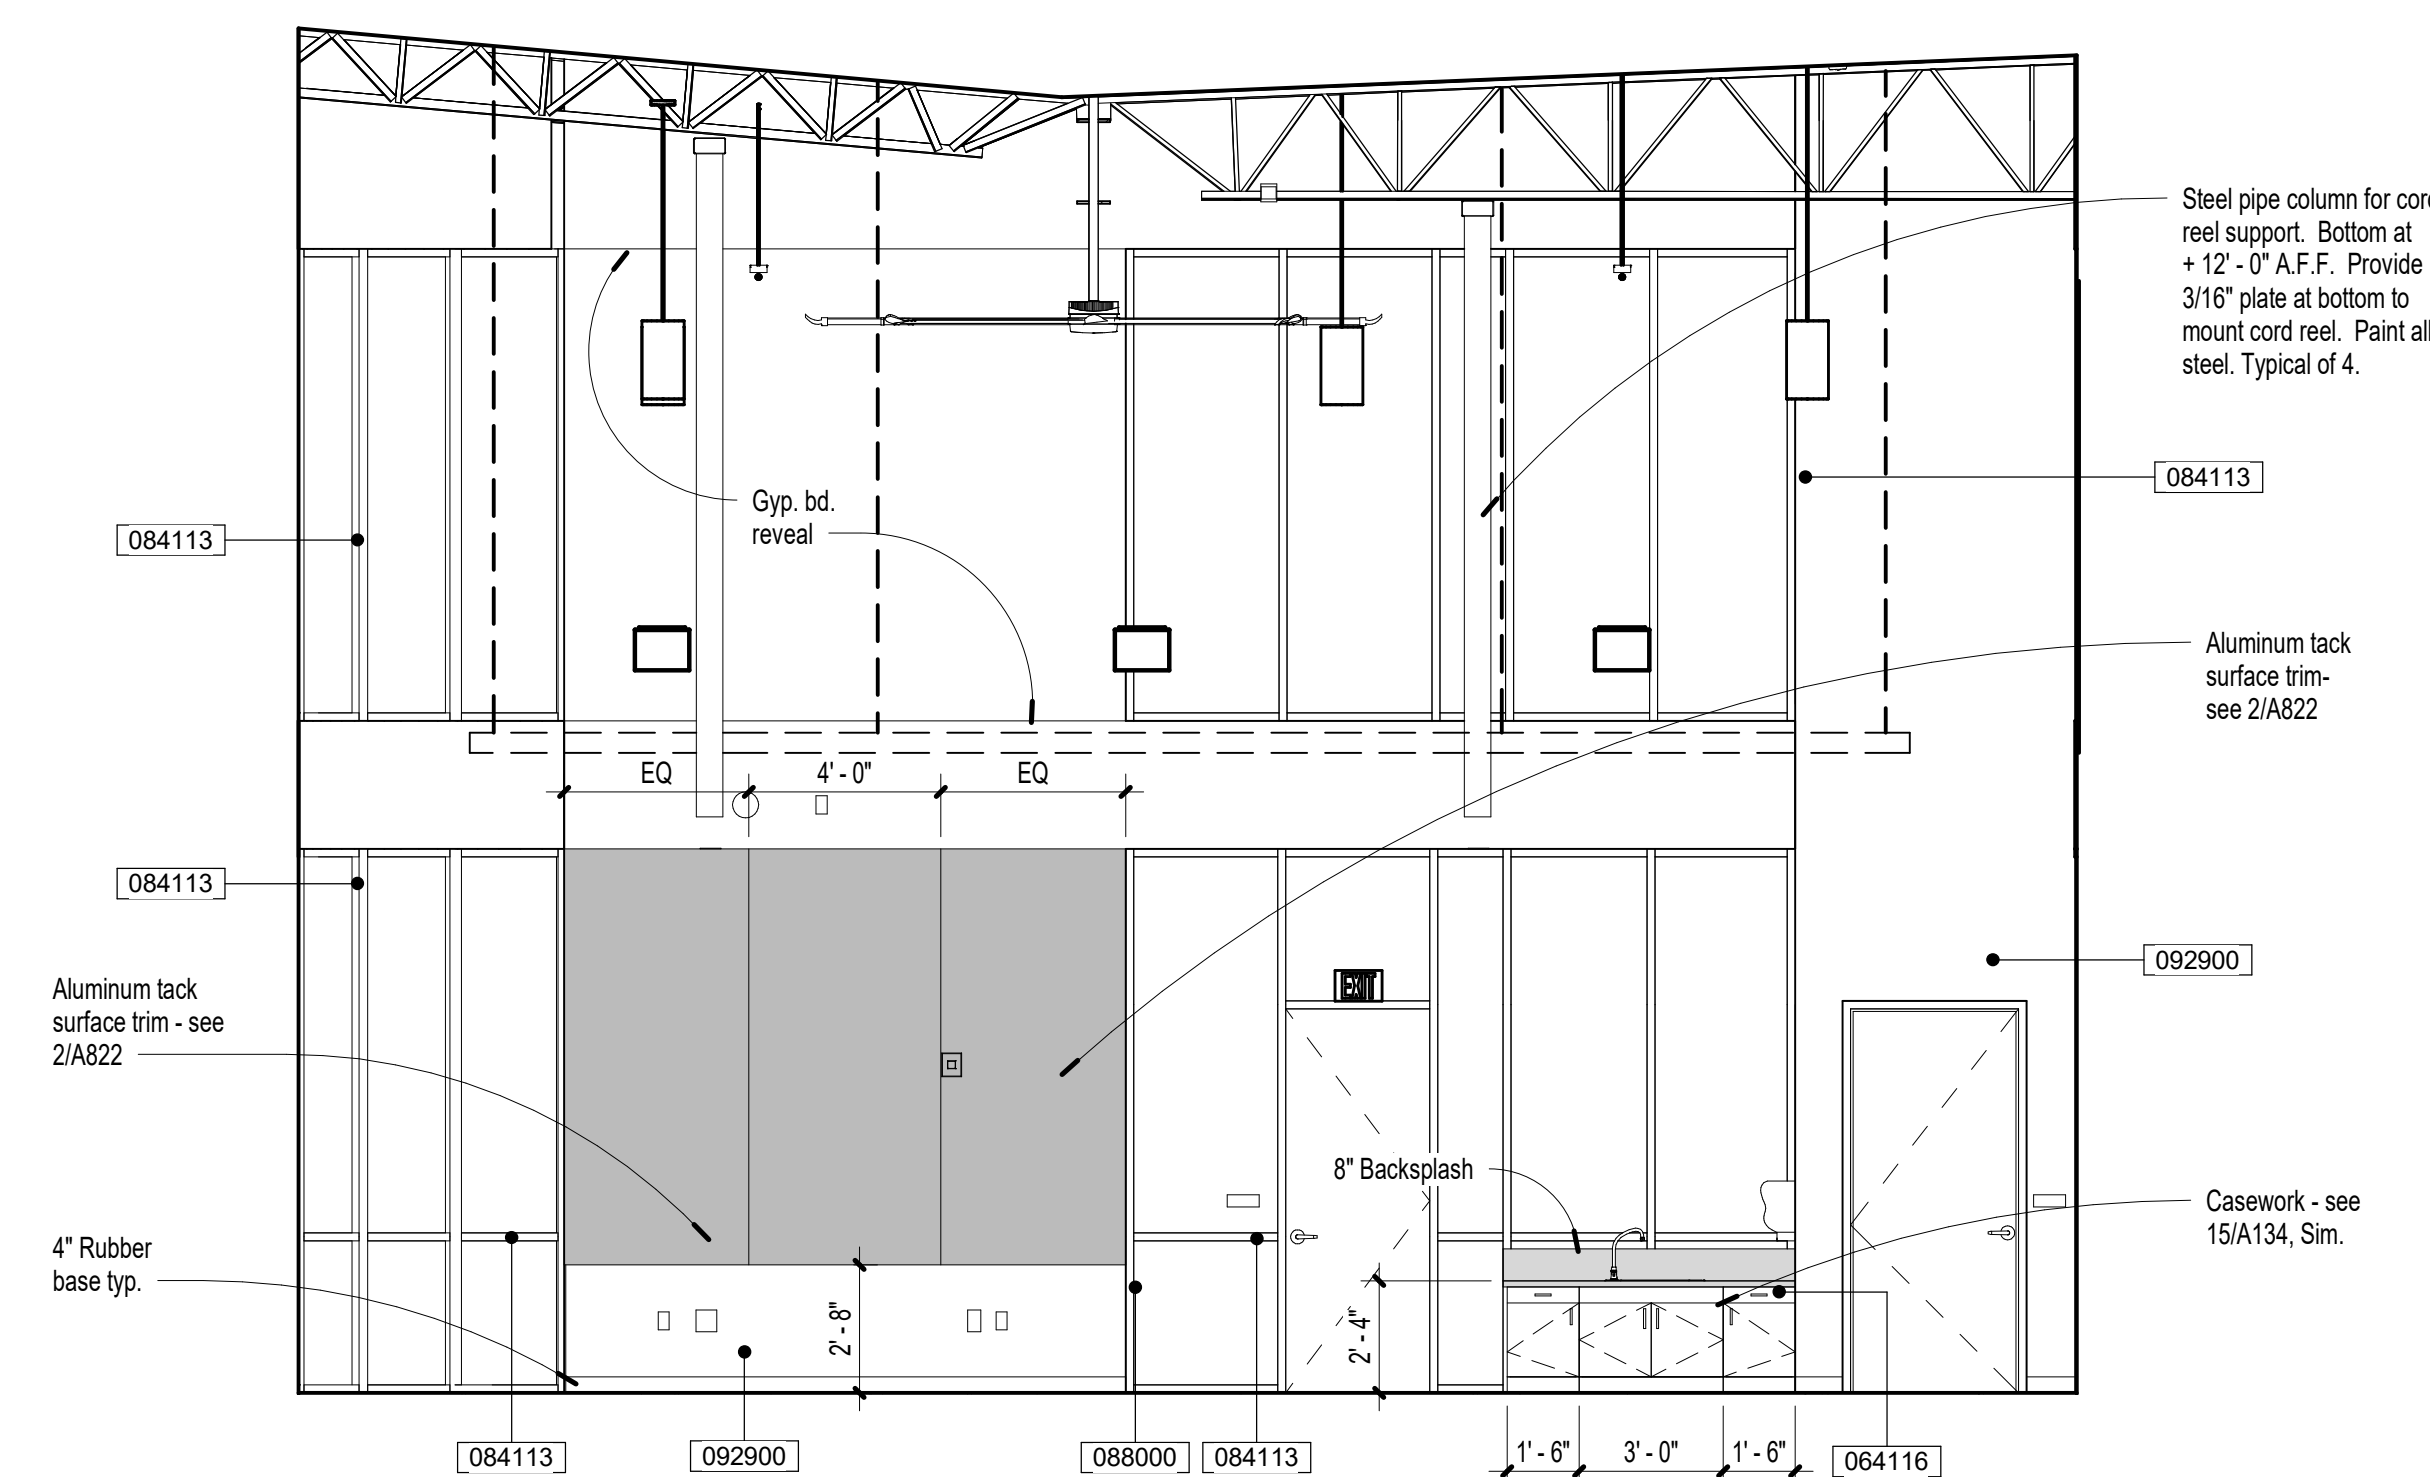 Steel pipe column for cor
reel support. Bottom at
+ 12' - 0" A.F.F. Provide
3/16" plate at bottom to
mount cord reel. Paint all
steel. Typical of 4.
084113
Gyp. bd.
reveal
084113
Aluminum tack
surface trim-
see 2/A822
EQ
4' - 0"
EQ
084113
092900
EXIT
Aluminum tack
surface trim - see
2/A822
8" Backsplash
Casework - see
15/A134, Sim.
4" Rubber
base typ.
2' - 8"
2' - 4"
084113
092900
088000
084113
1' - 6"
3' - 0"
1' - 6"
064116